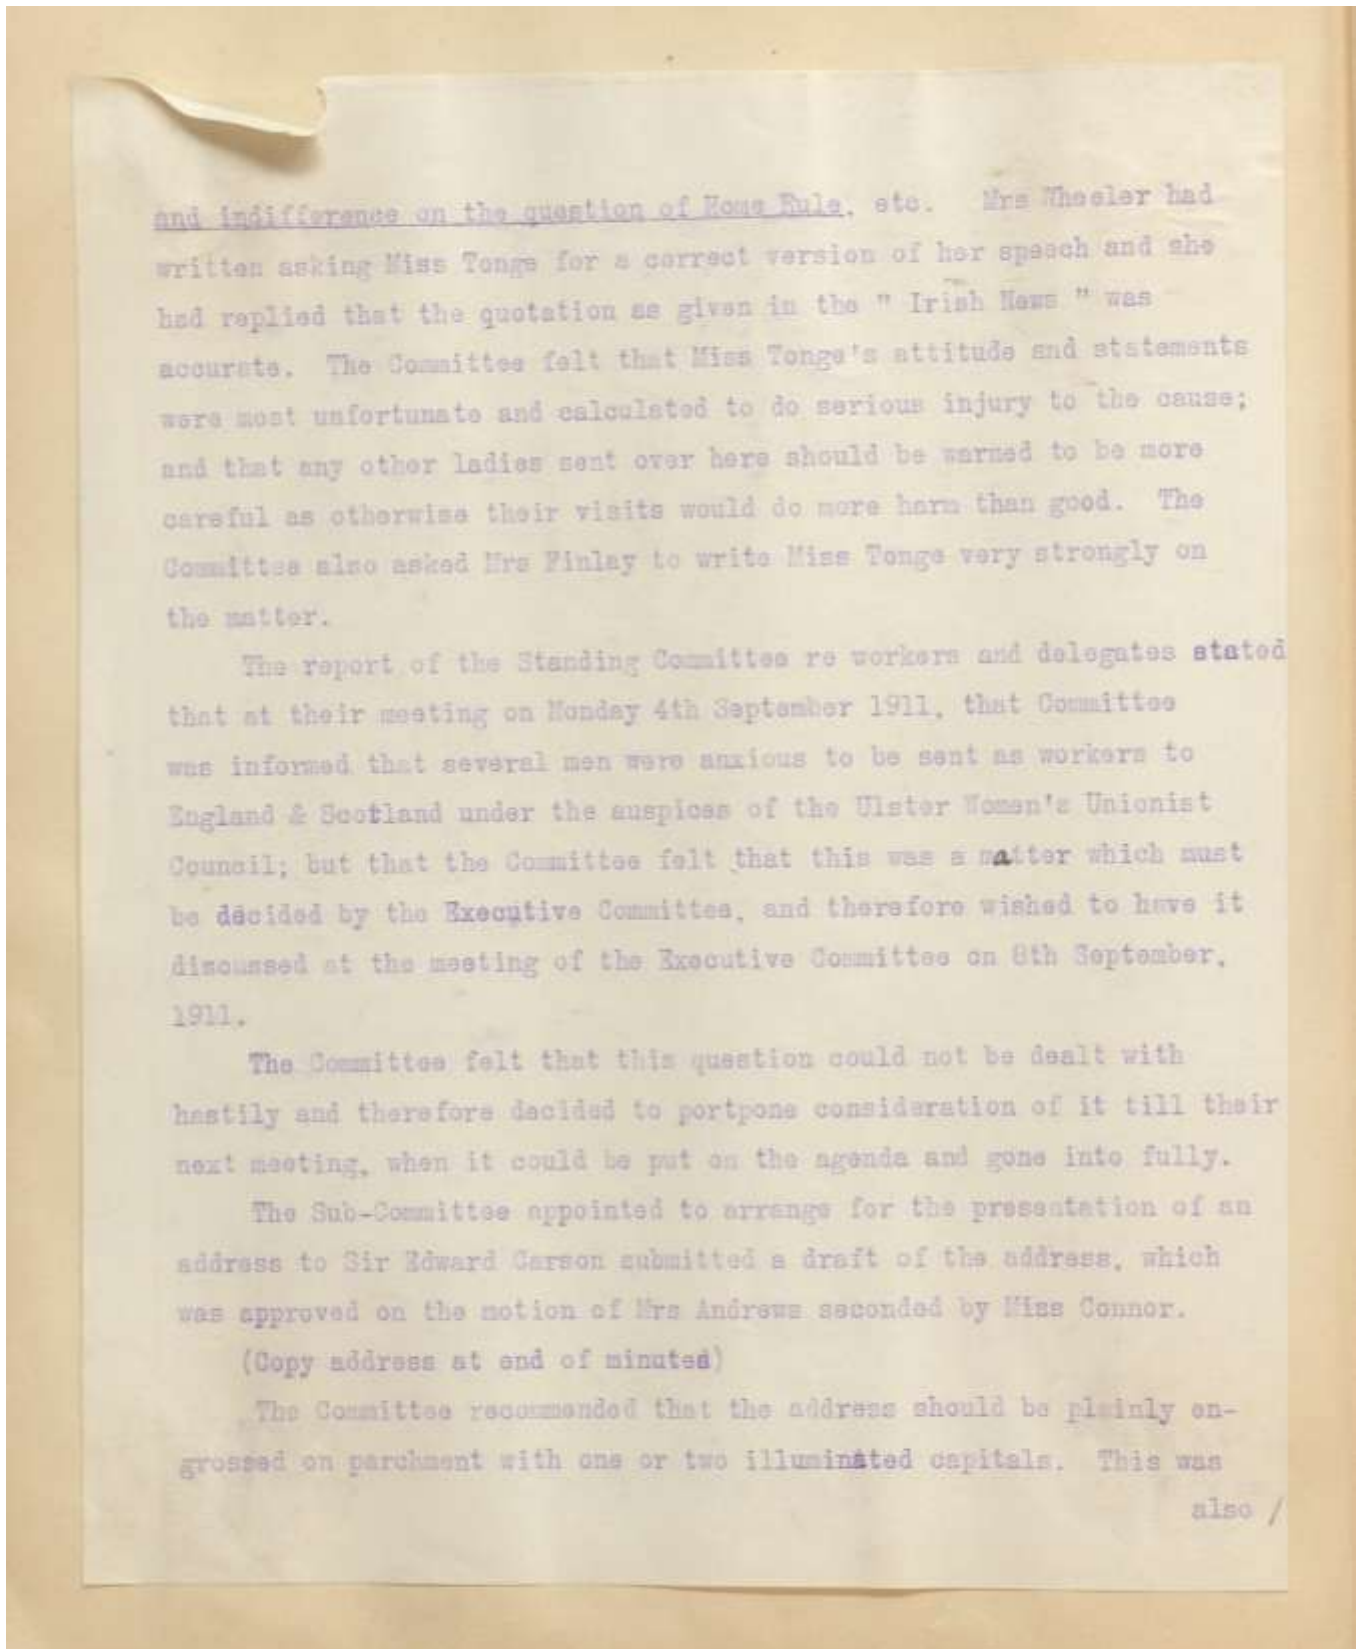 and indifference on the question of Home Rule, etc. Mrs Wheeler had
written asking Miss Tonge for a correct version of her speech and she
had replied that the quotation as given in the " Irish News " was
accurate. The Committee felt that Miss Tonge's attitude and statements
were most unfortunate and calculated to do serious injury to the cause;
and that any other ladies sent over here should be warned to be more
careful as otherwise their visits would do more harm than good. The
Committee also asked Mrs Finlay to write Miss Tonge very strongly on
the matter.
The report of the Standing Committee re workers and delegates stated
that at their meeting on Monday 4th September 1911, that Committee
was informed that several men were anxious to be sent as workers to
England & Scotland under the auspices of the Ulster Women's Unionist
Council; but that the Committee felt that this was a matter which must
be decided by the Executive Committee, and therefore wished to have it
discussed at the meeting of the Executive Committee on 8th September,
1911.
The Committee felt that this question could not be dealt with
hastily and therefore decided to portpone consideration of it till their
next meeting, when it could be put on the agenda and gone into fully.
The Sub-Committee appointed to arrange for the presentation of an
address to Sir Edward Carson submitted a draft of the address, which
was approved on the motion of Mrs Andrews seconded by Miss Connor.
(Copy address at end of minutes)
The Committee recommended that the address should be plainly en-
grossed on parchment with one or two illuminated capitals. This was
also /